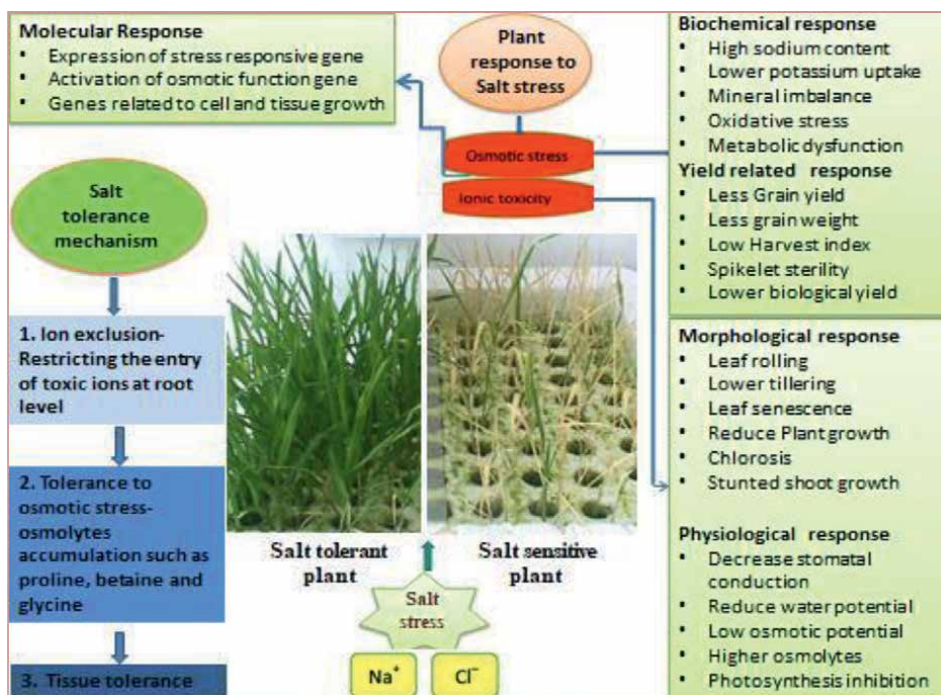 Molecular Response
• Expression of stress responsive gene
• Activation of osmotic function gene
• Genes related to cell and tissue growth
Plant
response to
Salt stress
Osmotic stress
Ionic toxicity
Biochemical response
• High sodium content
• Lower potassium uptake
• Mineral imbalance
• Oxidative stress
• Metabolic dysfunction
Yield related response
• Less Grain yield
• Less grain weight
• Low Harvest index
• Spikelet sterility
• Lower biological yield
Salt
tolerance
mechanism
1. Ion exclusion-
Restricting the entry
of toxic ions at root
level
2. Tolerance to
osmotic stress-
osmolytes
accumulation such as
proline, betaine and
glycine
3. Tissue tolerance
Salt tolerant
plant
Salt sensitive
plant
Salt
stress
Na⁺
Cl⁻
Morphological response
• Leaf rolling
• Lower tillering
• Leaf senescence
• Reduce Plant growth
• Chlorosis
• Stunted shoot growth
Physiological response
• Decrease stomatal
conduction
• Reduce water potential
• Low osmotic potential
• Higher osmolytes
• Photosynthesis inhibition